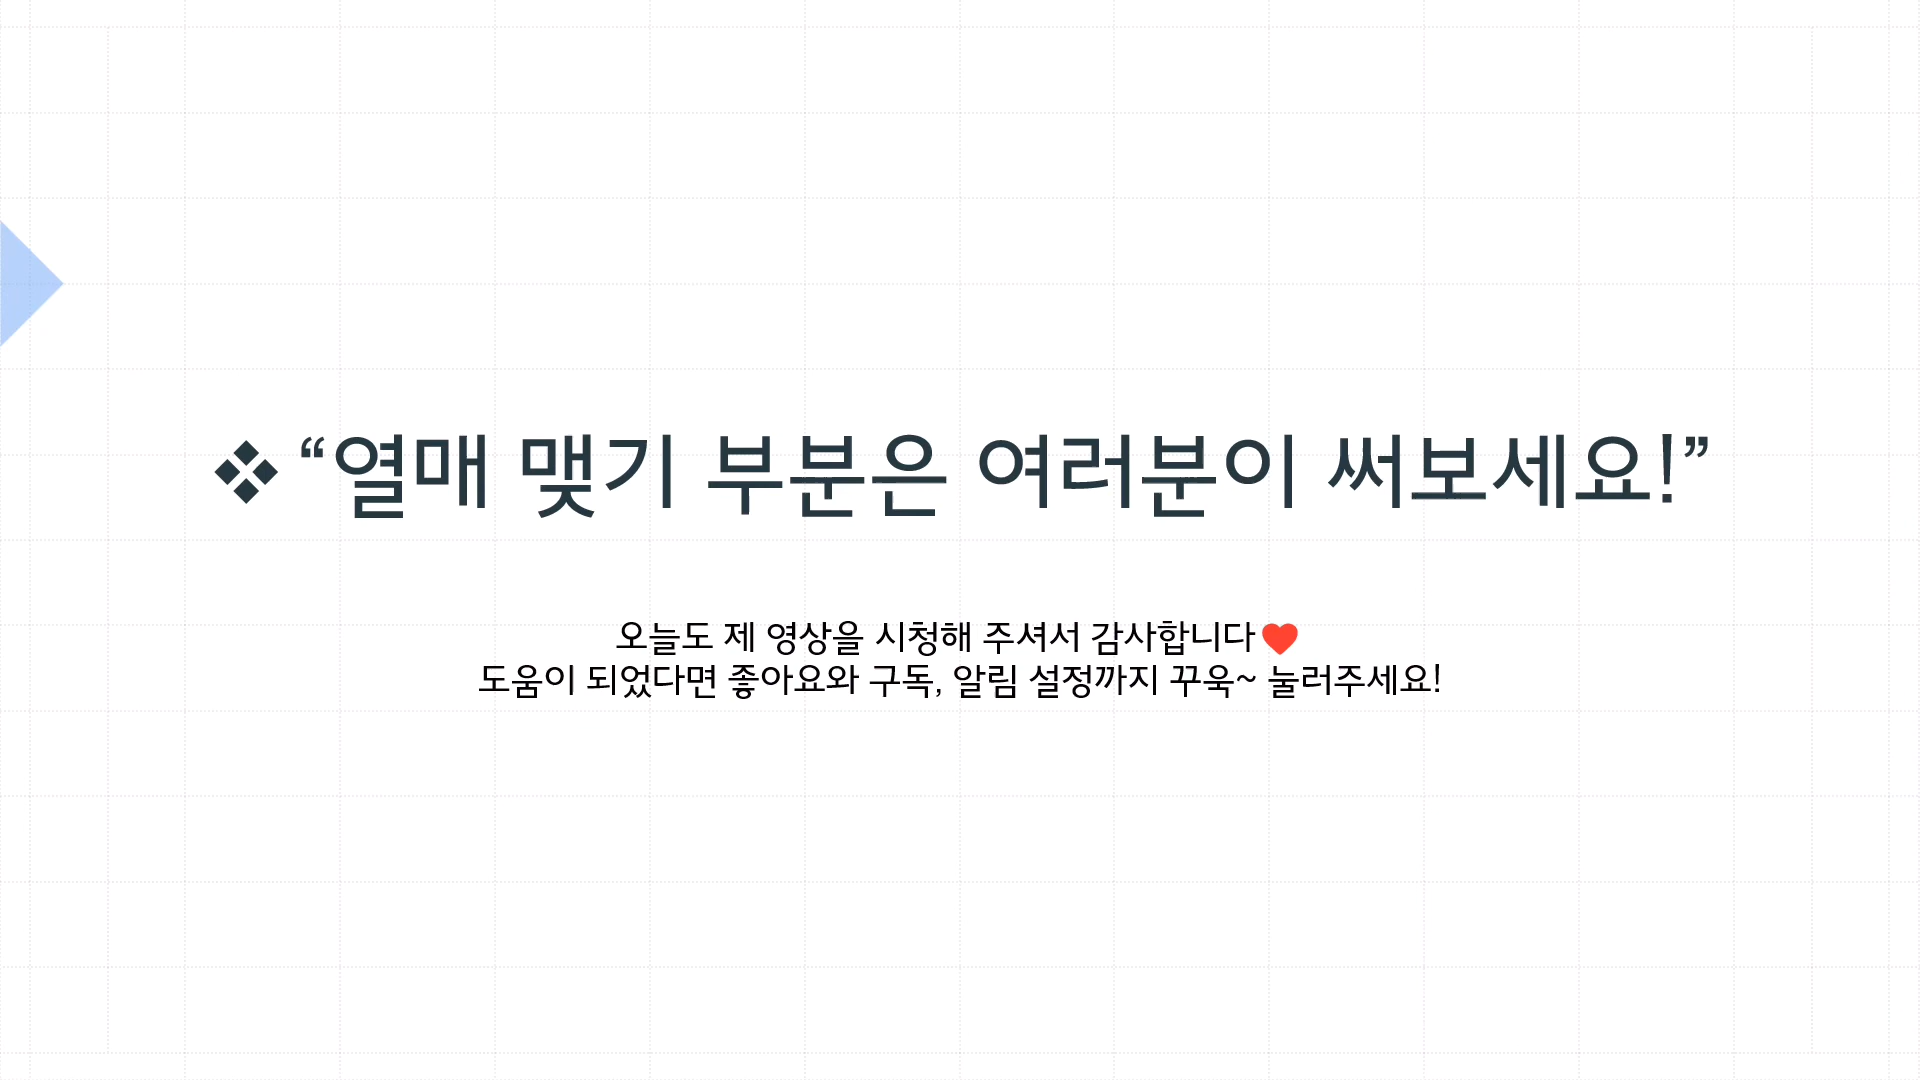 ❖ “열매 맺기 부분은 여러분이 써보세요!”
오늘도 제 영상을 시청해 주셔서 감사합니다♥
도움이 되었다면 좋아요와 구독, 알림 설정까지 꾸욱~ 눌러주세요!